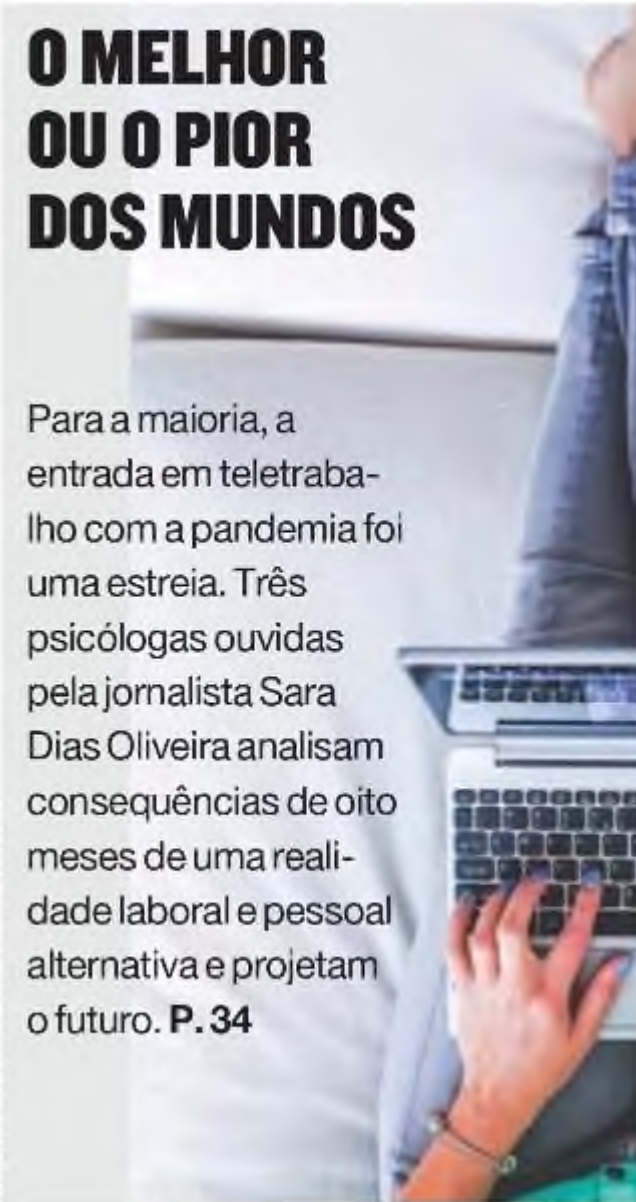 O MELHOR
OU O PIOR
DOS MUNDOS
Para a maioria, a
entrada em teletraba-
lho com a pandemia foi
uma estreia. Três
psicólogas ouvidas
pela jornalista Sara
Dias Oliveira analisam
consequências de oito
meses de uma reali-
dade laboral e pessoal
alternativa e projetam
o futuro. P. 34